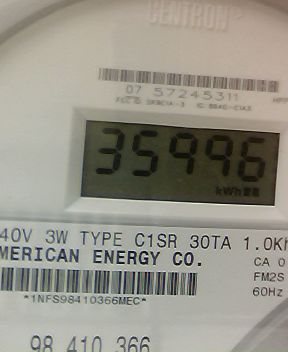 CENTRON®
07 57245311
35996
kWh
40V 3W TYPE C1SR 30TA 1.0Kh
MERICAN ENERGY CO.
CA 0
FM2S
60Hz
*1NFS98410366MEC*
98 410 366